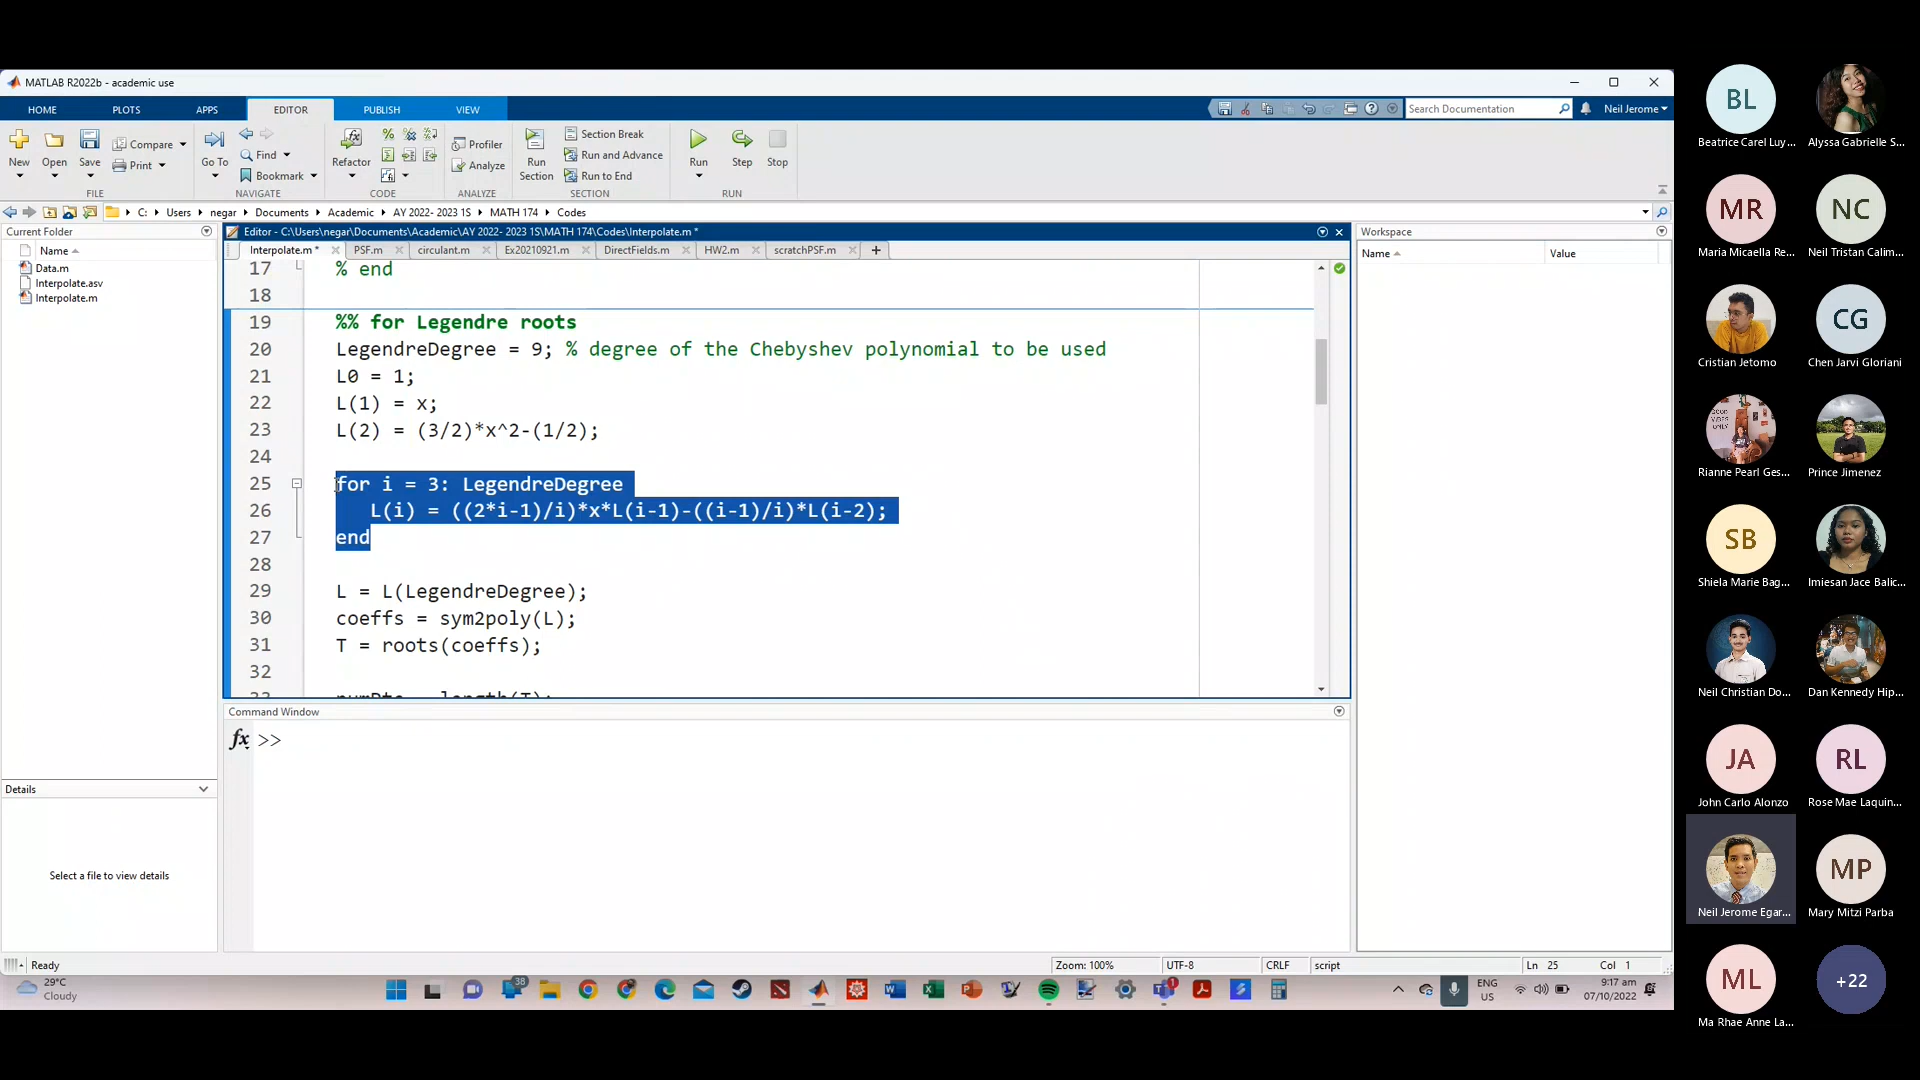 MATLAB R2022b - academic use
HOME PLOTS APPS EDITOR PUBLISH VIEW
Search Documentation
Neil Jerome
New Open Save Compare Print
FILE
Go To Find Bookmark
NAVIGATE
Refactor
CODE
Profiler Analyze
ANALYZE
Run Section
Section Break
Run and Advance
Run to End
SECTION
Run Step Stop
RUN
C: Users negar Documents Academic AY 2022- 2023 1S MATH 174 Codes
Current Folder
Name
Data.m
Interpolate.asv
Interpolate.m
Details
Select a file to view details
Editor - C:\Users\negar\Documents\Academic\AY 2022- 2023 1S\MATH 174\Codes\Interpolate.m *
Interpolate.m * PSF.m circulant.m Ex20210921.m DirectFields.m HW2.m scratchPSF.m +
17 % end
18
19 %% for Legendre roots
20 LegendreDegree = 9; % degree of the Chebyshev polynomial to be used
21 L0 = 1;
22 L(1) = x;
23 L(2) = (3/2)*x^2-(1/2);
24
25 for i = 3: LegendreDegree
26 L(i) = ((2*i-1)/i)*x*L(i-1)-((i-1)/i)*L(i-2);
27 end
28
29 L = L(LegendreDegree);
30 coeffs = sym2poly(L);
31 T = roots(coeffs);
32
Command Window
fx >>
Workspace
Name Value
Ready
Zoom: 100% UTF-8 CRLF script Ln 25 Col 1
29°C
Cloudy
38
1
ENG
US
9:17 am
07/10/2022
BL
Beatrice Carel Luy...
Alyssa Gabrielle S...
MR
Maria Micaella Re...
NC
Neil Tristan Calim...
Cristian Jetomo
CG
Chen Jarvi Gloriani
Rianne Pearl Ges...
Prince Jimenez
SB
Shiela Marie Bag...
Imiesan Jace Balic...
Neil Christian Do...
Dan Kennedy Hip...
JA
John Carlo Alonzo
RL
Rose Mae Laquin...
Neil Jerome Egar...
MP
Mary Mitzi Parba
ML
Ma Rhae Anne La...
+22